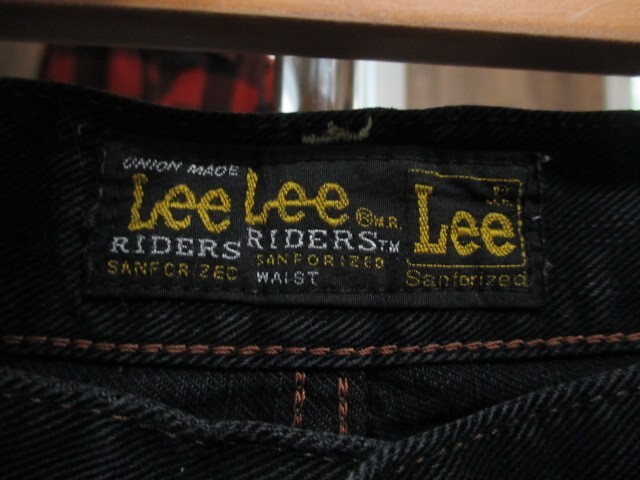 UNION MADE
Lee
RIDERS
SANFORIZED
Lee
® M.R.
RIDERS TM
SANFORIZED
WAIST
Lee
Sanforized